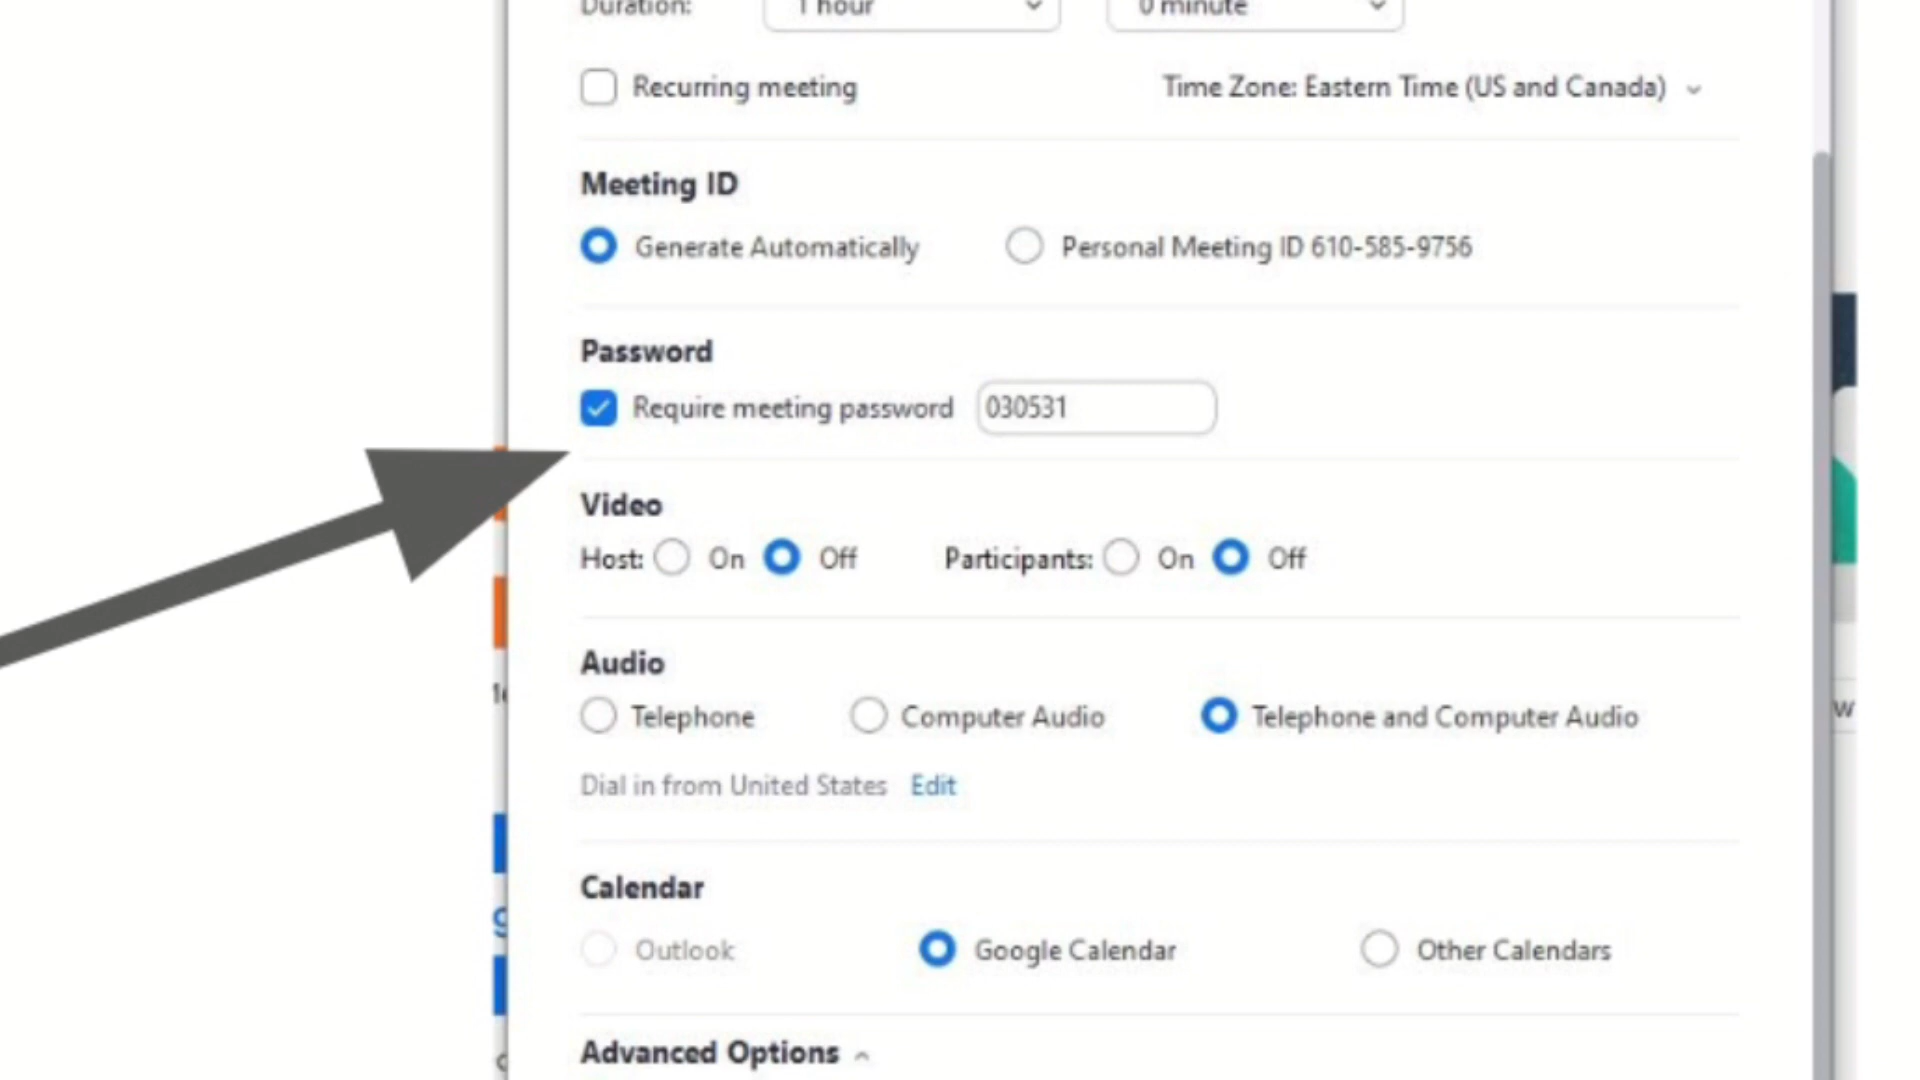 Duration: 1 hour 0 minute
Recurring meeting Time Zone: Eastern Time (US and Canada)
Meeting ID
Generate Automatically Personal Meeting ID 610-585-9756
Password
Require meeting password 030531
Video
Host: On Off Participants: On Off
Audio
Telephone Computer Audio Telephone and Computer Audio
Dial in from United States Edit
Calendar
Outlook Google Calendar Other Calendars
Advanced Options